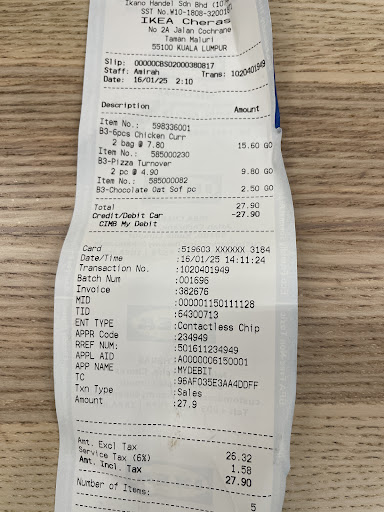 Ikano Handel Sdn Bhd
SST No.
IKEA Cheras
No 2A Jalan Cochrane
Taman Maluri
55100 KUALA LUMPUR
Slip: 00000CBS02000380817
Staff: Amirah Trans: 1020401949
Date: 16/01/25 2:10
Description Amount
Item No.: 598336001
B3-6pcs Chicken Curr
2 bag @ 7.80 15.60 GO
Item No.: 585000230
B3-Pizza Turnover
2 pc @ 4.90 9.80 GO
Item No.: 585000082
B3-Chocolate Oat Sof pc 2.50 GO
Total 27.90
Credit/Debit Car -27.90
CIMB My Debit
Card :519603 XXXXXX 3184
Date/Time :16/01/25 14:11:24
Transaction No. :1020401949
Batch Num :001696
Invoice :382676
MID :000001150111128
TID :64300713
ENT TYPE :Contactless Chip
APPR Code :234949
RREF NUM: :501611234949
APPL AID :A0000006150001
APP NAME :MYDEBIT
TC :96AF035E3AA4DDFF
Txn Type :Sales
Amount :27.9
Amt. Excl Tax 26.32
Service Tax (6%) 1.58
Amt. Incl. Tax 27.90
Number of Items: 5